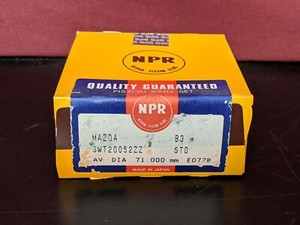 NPR
QUALITY GUARANTEED
PISTON RING SET
NPR
MAZDA B3
SWT20052ZZ STD
AV DIA 71.000 mm E077B
MADE IN JAPAN